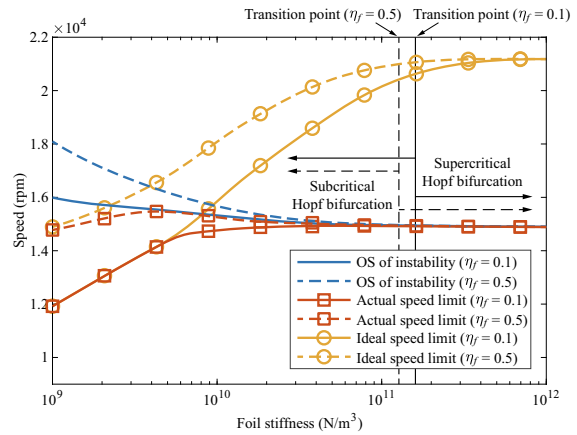 Transition point (η_f = 0.5) Transition point (η_f = 0.1)
×10⁴
2.2
2
1.8
1.6
1.4
1.2
1
Speed (rpm)
Supercritical
Hopf bifurcation
Subcritical
Hopf bifurcation
OS of instability (η_f = 0.1)
OS of instability (η_f = 0.5)
Actual speed limit (η_f = 0.1)
Actual speed limit (η_f = 0.5)
Ideal speed limit (η_f = 0.1)
Ideal speed limit (η_f = 0.5)
10⁹ 10¹⁰ 10¹¹ 10¹²
Foil stiffness (N/m³)